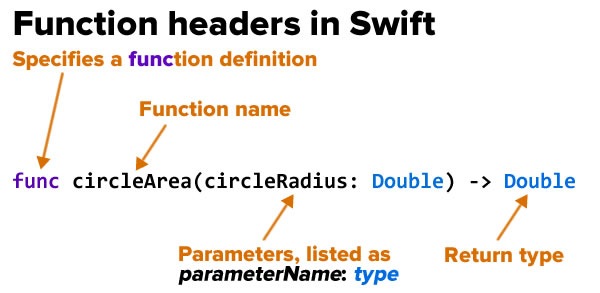 Function headers in Swift
Specifies a function definition
Function name
func circleArea(circleRadius: Double) -> Double
Parameters, listed as
parameterName: type
Return type